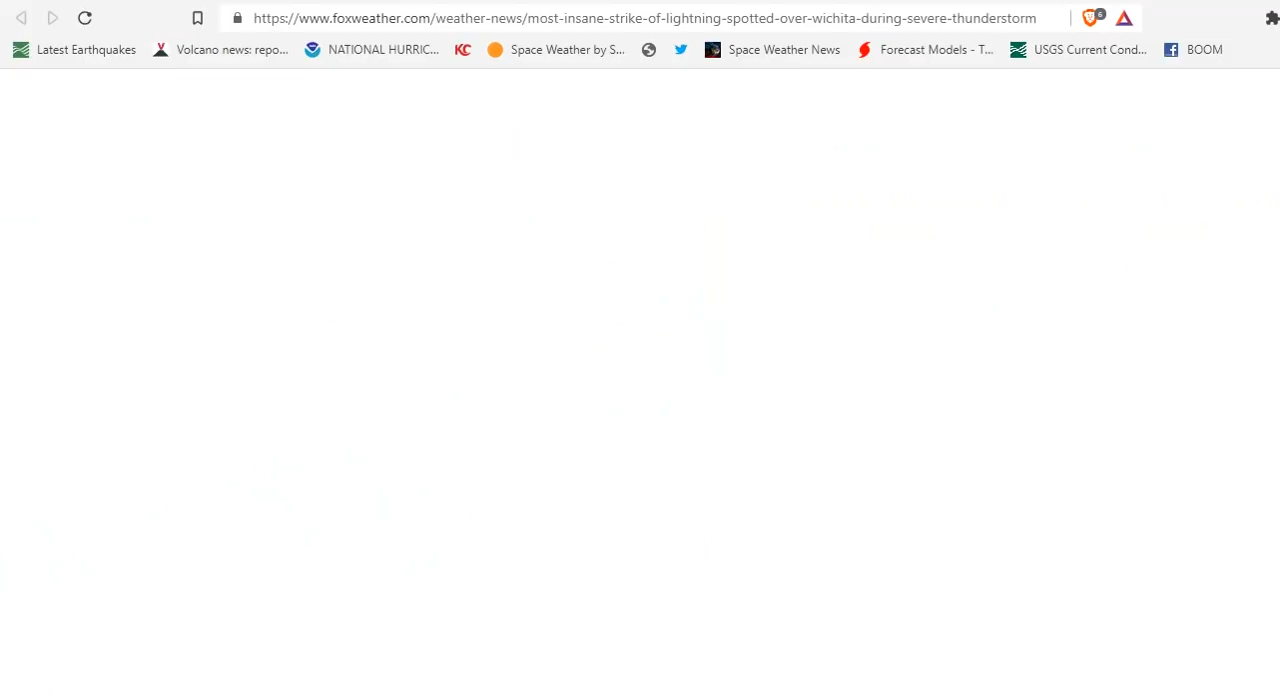 https://www.foxweather.com/weather-news/most-insane-strike-of-lightning-spotted-over-wichita-during-severe-thunderstorm 6
Latest Earthquakes Volcano news: repo... NATIONAL HURRIC... KC Space Weather by S... Space Weather News Forecast Models - T... USGS Current Cond... BOOM